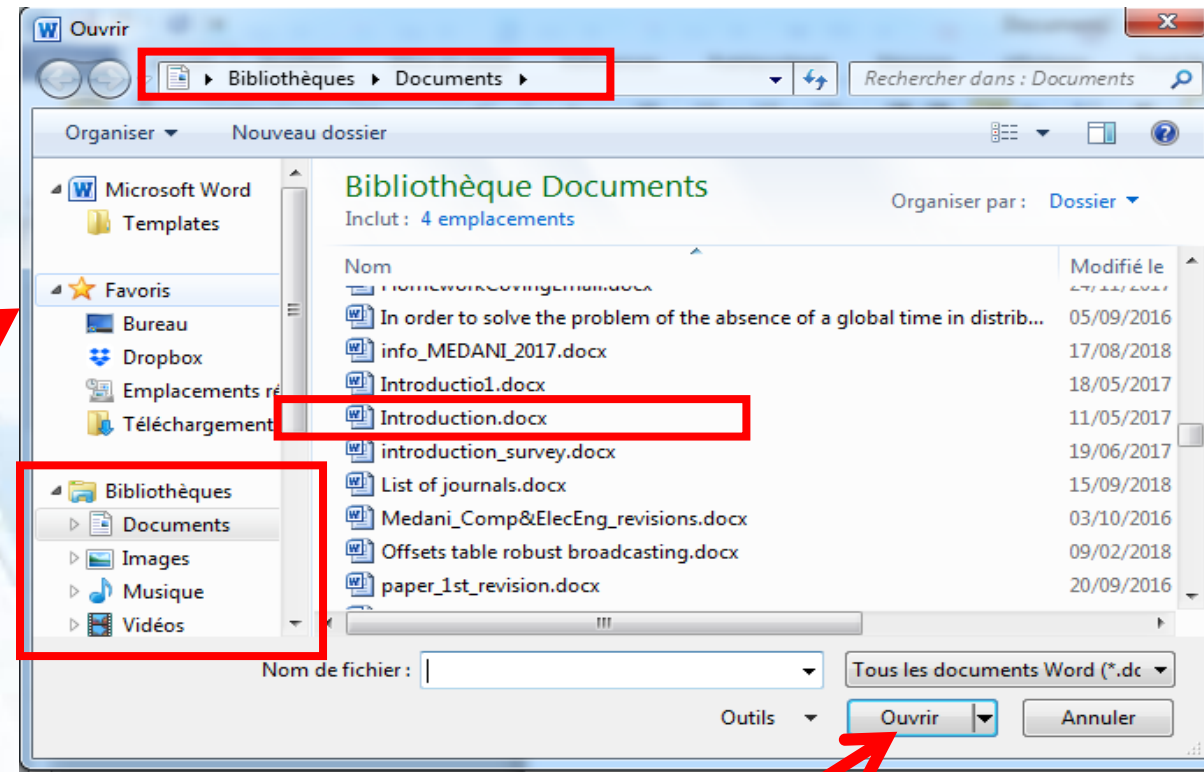 Ouvrir
Bibliothèques Documents
Rechercher dans : Documents
Organiser Nouveau dossier
Microsoft Word
Templates
Favoris
Bureau
Dropbox
Emplacements ré
Téléchargement
Bibliothèques
Documents
Images
Musique
Vidéos
Bibliothèque Documents
Inclut : 4 emplacements
Organiser par : Dossier
Nom Modifié le
In order to solve the problem of the absence of a global time in distrib... 05/09/2016
info_MEDANI_2017.docx 17/08/2018
Introductio1.docx 18/05/2017
Introduction.docx 11/05/2017
introduction_survey.docx 19/06/2017
List of journals.docx 15/09/2018
Medani_Comp&ElecEng_revisions.docx 03/10/2016
Offsets table robust broadcasting.docx 09/02/2018
paper_1st_revision.docx 20/09/2016
Nom de fichier :
Tous les documents Word (*.dc
Outils Ouvrir Annuler